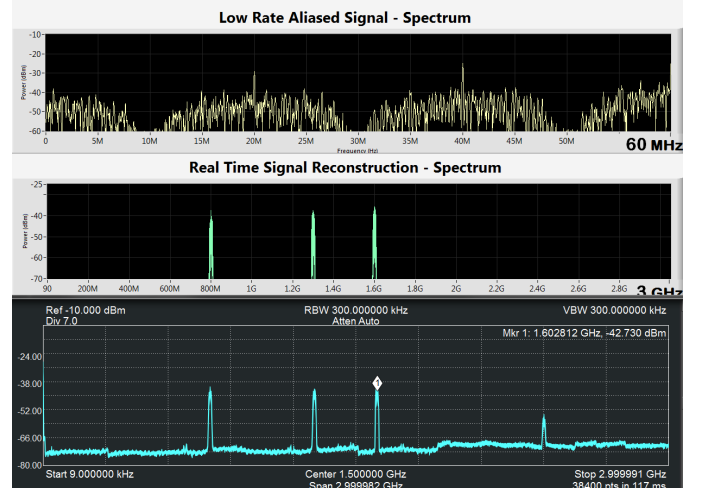 Low Rate Aliased Signal - Spectrum
-10-
-20-
-30-
-40-
-50-
-60-
Power (dBm)
0 5M 10M 15M 20M 25M 30M 35M 40M 45M 50M 60 MHz
Frequency (Hz)
Real Time Signal Reconstruction - Spectrum
-25-
-40-
-50-
-60-
-70-
Power (dBm)
90 200M 400M 600M 800M 1G 1.2G 1.4G 1.6G 1.8G 2G 2.2G 2.4G 2.6G 2.8G 3 GHz
Ref -10.000 dBm RBW 300.000000 kHz VBW 300.000000 kHz
Div 7.0 Atten Auto
Mkr 1: 1.602812 GHz, -42.730 dBm
1
-24.00
-38.00
-52.00
-66.00
-80.00
Start 9.000000 kHz Center 1.500000 GHz Stop 2.999991 GHz
Span 2.999982 GHz 38400 pts in 117 ms